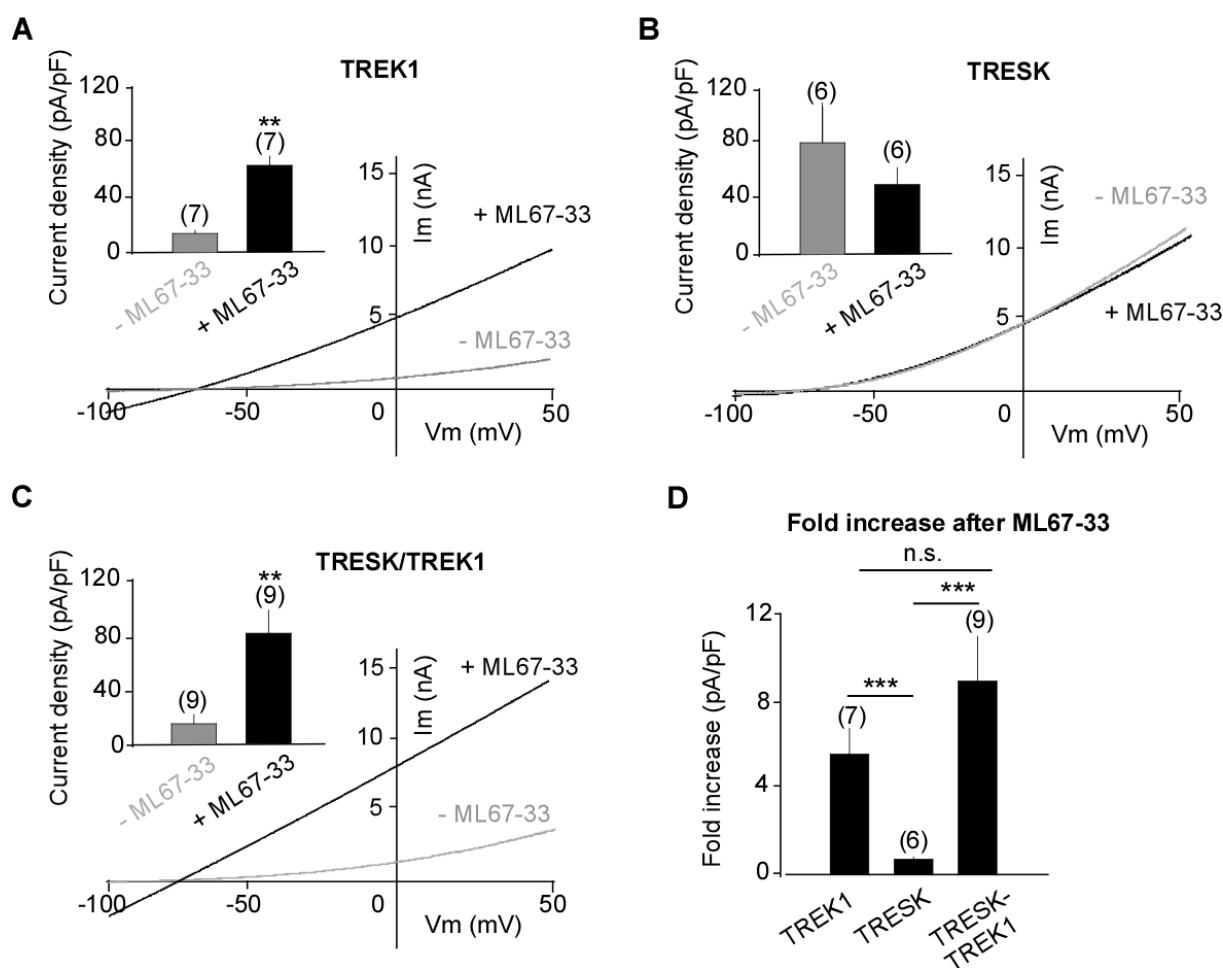 A
TREK1
Current density (pA/pF)
120
80
40
0
(7)
**
(7)
- ML67-33
+ ML67-33
Im (nA)
15
10
5
+ ML67-33
- ML67-33
-100
-50
0
50
Vm (mV)
B
TRESK
Current density (pA/pF)
120
80
40
0
(6)
(6)
- ML67-33
+ ML67-33
Im (nA)
15
10
5
- ML67-33
+ ML67-33
-100
-50
0
50
Vm (mV)
C
TRESK/TREK1
Current density (pA/pF)
120
80
40
0
(9)
**
(9)
- ML67-33
+ ML67-33
Im (nA)
15
10
5
+ ML67-33
- ML67-33
-100
-50
0
50
Vm (mV)
D
Fold increase after ML67-33
n.s.
***
***
Fold increase (pA/pF)
12
8
4
0
(7)
(6)
(9)
TREK1
TRESK
TRESK-
TREK1